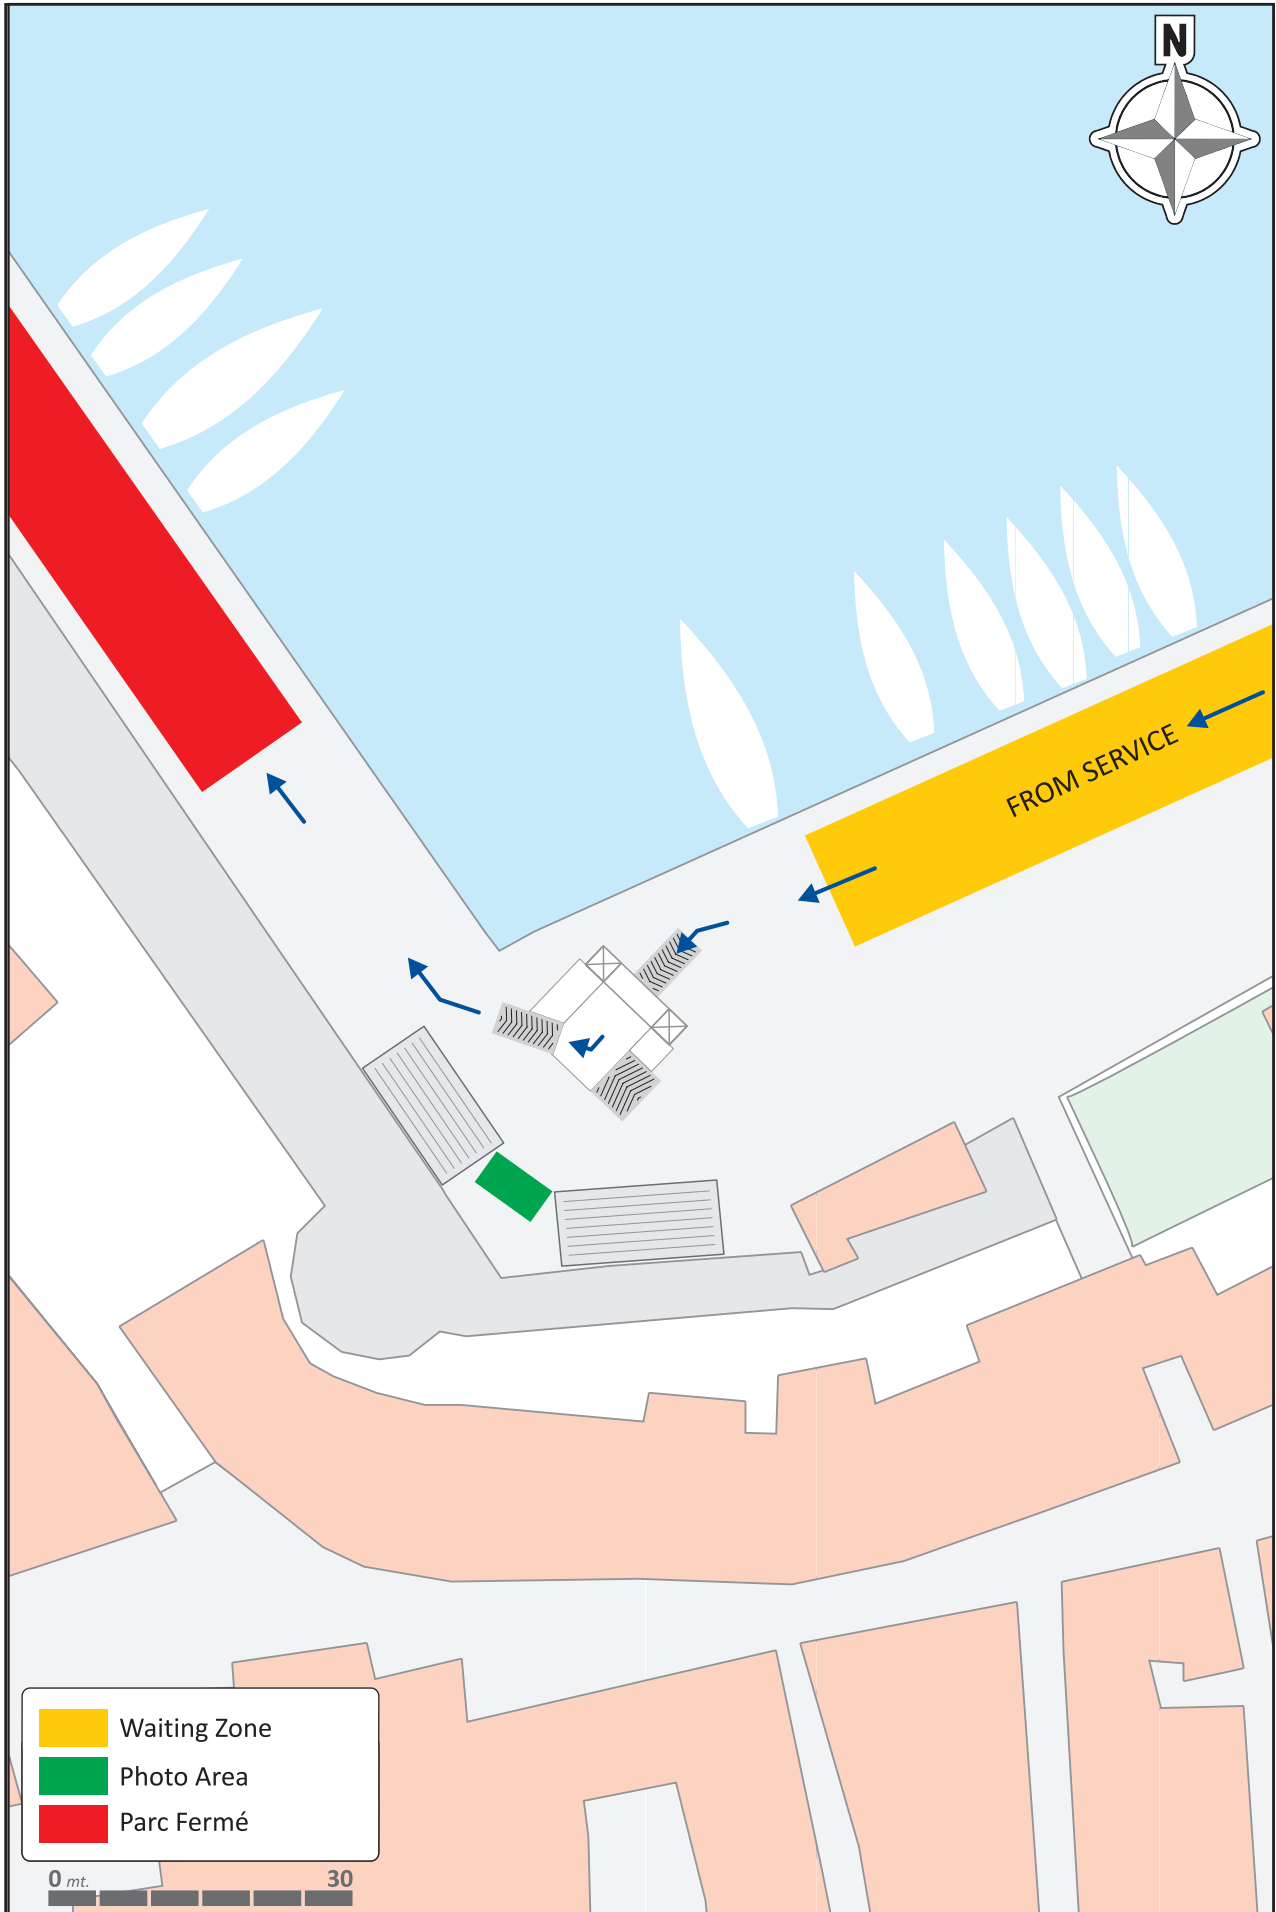 N
FROM SERVICE
Waiting Zone
Photo Area
Parc Fermé
0 mt. 30